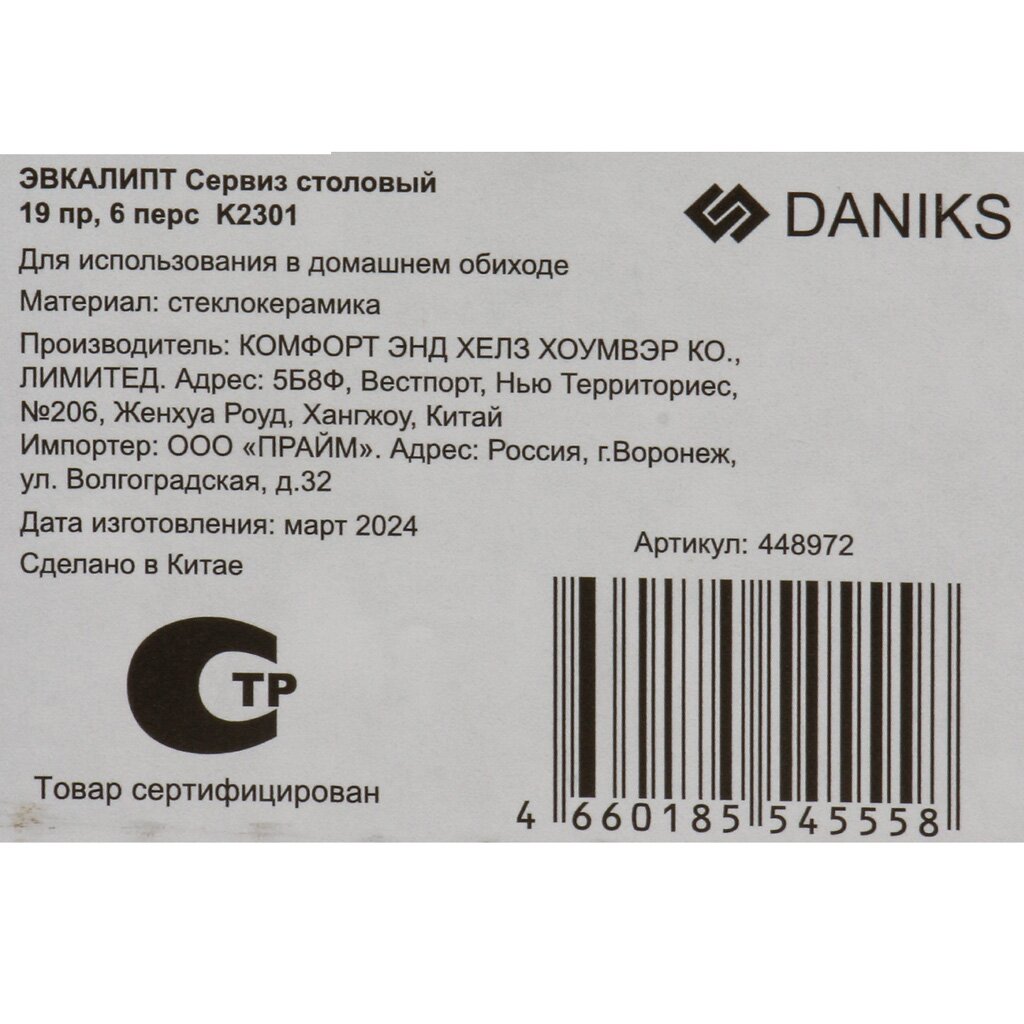 ЭВКАЛИПТ Сервиз столовый
19 пр, 6 перс K2301
DANIKS
Для использования в домашнем обиходе
Материал: стеклокерамика
Производитель: КОМФОРТ ЭНД ХЕЛЗ ХОУМВЭР КО.,
ЛИМИТЕД. Адрес: 5Б8Ф, Вестпорт, Нью Территориес,
№206, Женхуа Роуд, Хангжоу, Китай
Импортер: ООО «ПРАЙМ». Адрес: Россия, г.Воронеж,
ул. Волгоградская, д.32
Дата изготовления: март 2024
Сделано в Китае
Артикул: 448972
ТР
Товар сертифицирован
4 660185 545558